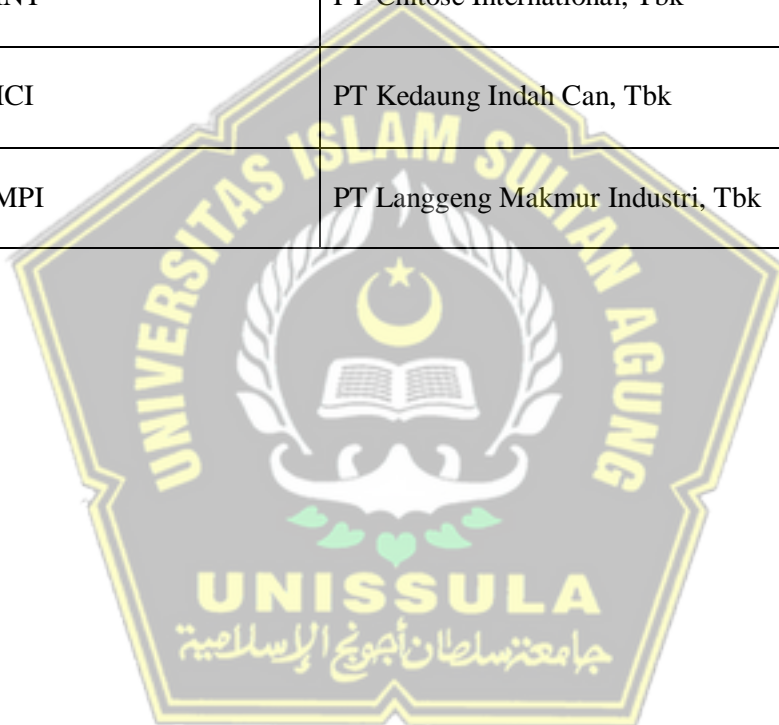 INT PT Chitose International, Tbk
ICI PT Kedaung Indah Can, Tbk
MPI PT Langgeng Makmur Industri, Tbk
UNIVERSITAS ISLAM SULTAN AGUNG
UNISSULA
جامعة سلطان أجونج الإسلامية